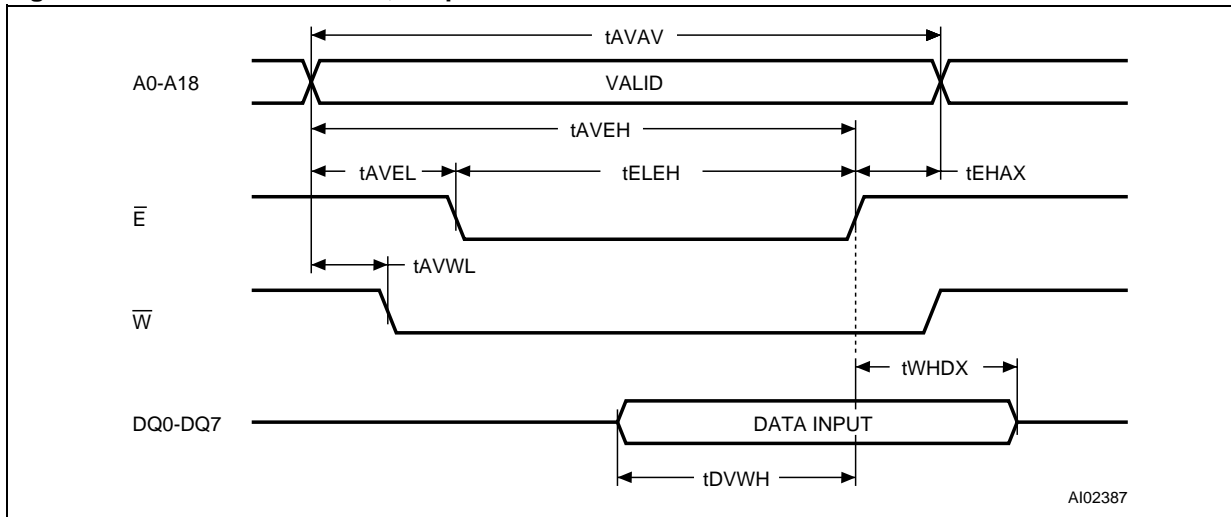 tAVAV
A0-A18
VALID
tAVEH
tAVEL
tELEH
tEHAX
E
tAVWL
W
tWHDX
DQ0-DQ7
DATA INPUT
tDVWH
AI02387